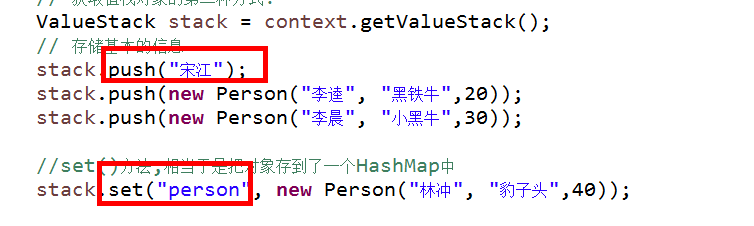 // 获取值栈对象的第二种方式:
ValueStack stack = context.getValueStack();
// 存储基本的信息
stack.push("宋江");
stack.push(new Person("李逵", "黑铁牛",20));
stack.push(new Person("李晨", "小黑牛",30));
//set()方法,相当于是把对象存到了一个HashMap中
stack.set("person", new Person("林冲", "豹子头",40));